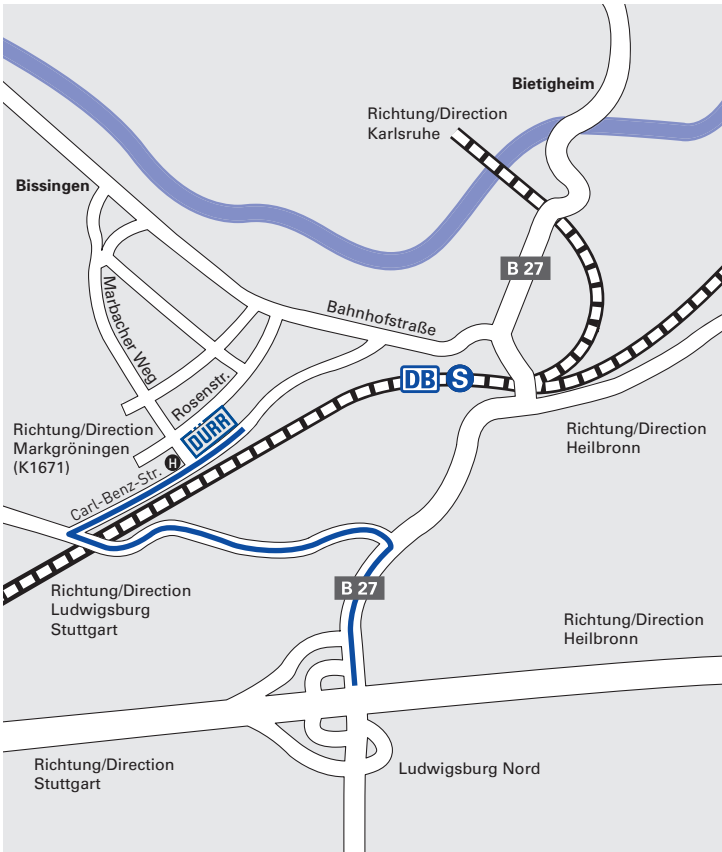 Bietigheim
Richtung/Direction
Karlsruhe
Bissingen
B 27
Marbacher Weg
Bahnhofstraße
DB S
Rosenstr.
DÜRR
Richtung/Direction
Markgröningen
(K1671)
H
Carl-Benz-Str.
Richtung/Direction
Heilbronn
B 27
Richtung/Direction
Ludwigsburg
Stuttgart
Richtung/Direction
Heilbronn
Richtung/Direction
Stuttgart
Ludwigsburg Nord